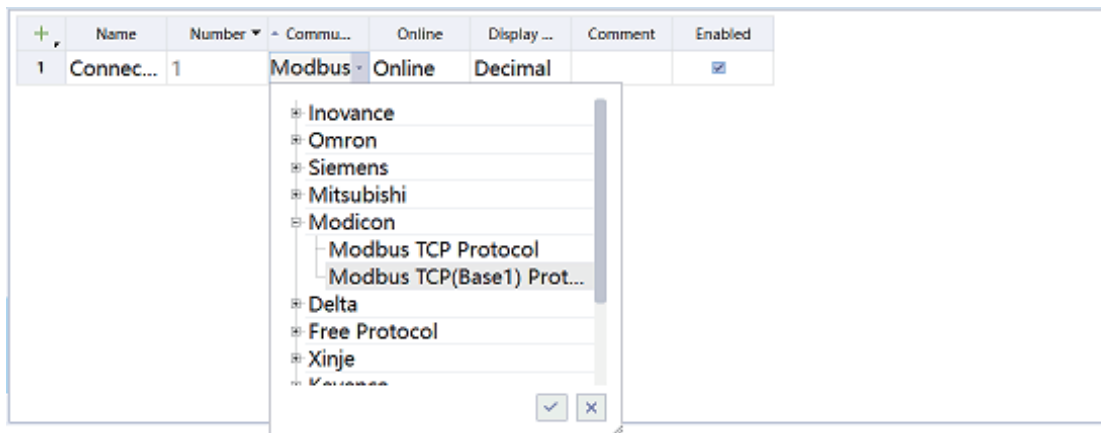 Name Number Commu... Online Display ... Comment Enabled
1 Connec... 1 Modbus Online Decimal
Inovance
Omron
Siemens
Mitsubishi
Modicon
Modbus TCP Protocol
Modbus TCP(Base1) Prot...
Delta
Free Protocol
Xinje